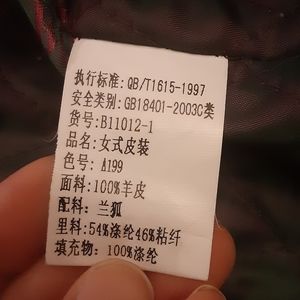 执行标准: QB/T1615-1997
安全类别: GB18401-2003C类
货号: B11012-1
品名: 女式皮装
色号: A199
面料: 100%羊皮
配料: 兰狐
里料: 54%涤纶46%粘纤
填充物: 100%涤纶